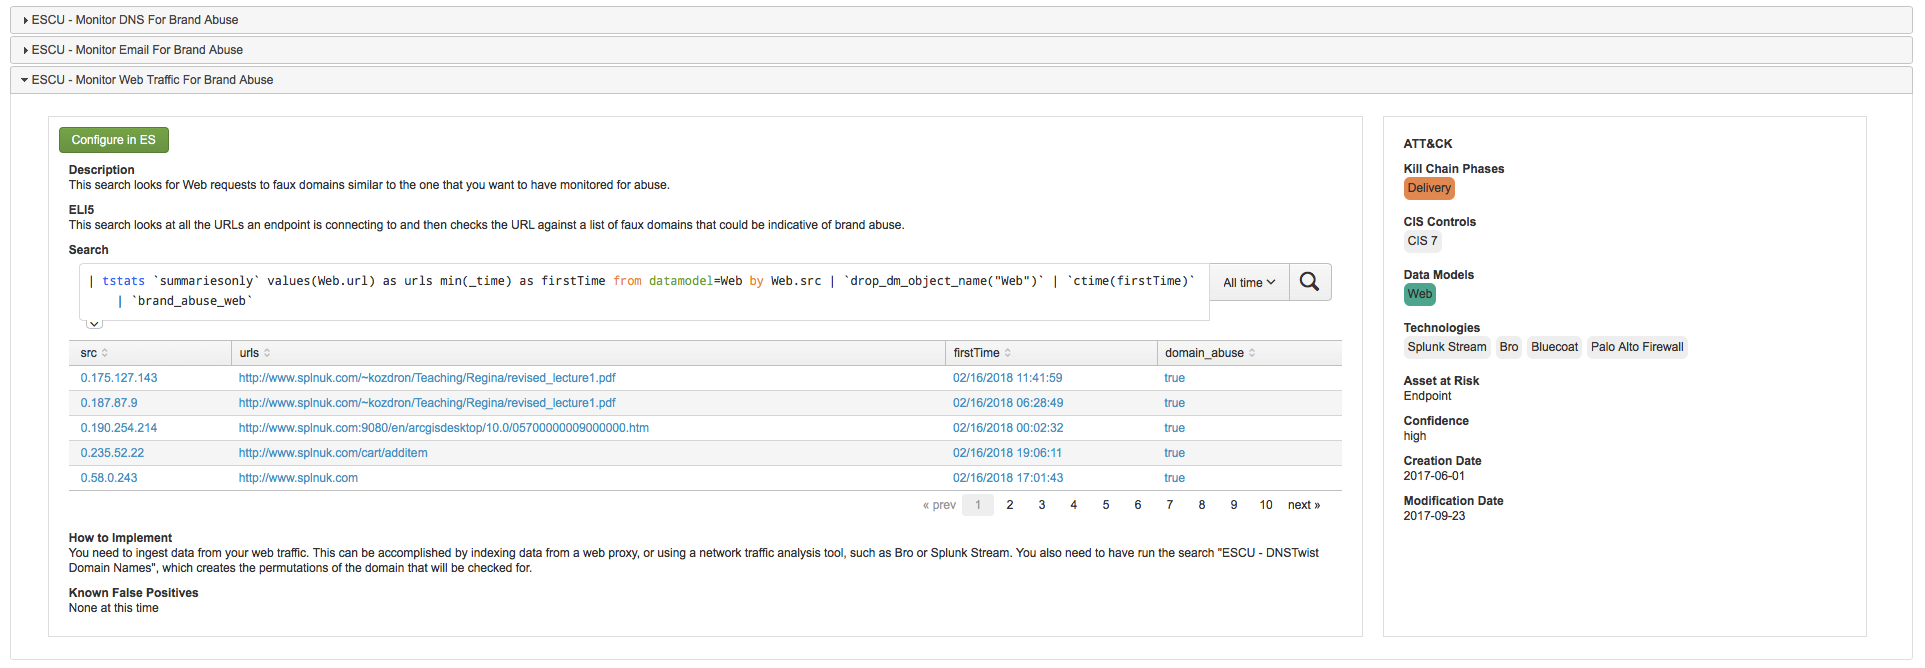 ESCU - Monitor DNS For Brand Abuse
ESCU - Monitor Email For Brand Abuse
ESCU - Monitor Web Traffic For Brand Abuse
Configure in ES
Description
This search looks for Web requests to faux domains similar to the one that you want to have monitored for abuse.
ELI5
This search looks at all the URLs an endpoint is connecting to and then checks the URL against a list of faux domains that could be indicative of brand abuse.
Search
| tstats `summariesonly` values(Web.url) as urls min(_time) as firstTime from datamodel=Web by Web.src | `drop_dm_object_name("Web")` | `ctime(firstTime)`
| `brand_abuse_web`
All time
src urls firstTime domain_abuse
0.175.127.143 http://www.splnuk.com/~kozdron/Teaching/Regina/revised_lecture1.pdf 02/16/2018 11:41:59 true
0.187.87.9 http://www.splnuk.com/~kozdron/Teaching/Regina/revised_lecture1.pdf 02/16/2018 06:28:49 true
0.190.254.214 http://www.splnuk.com:9080/en/arcgisdesktop/10.0/05700000009000000.htm 02/16/2018 00:02:32 true
0.235.52.22 http://www.splnuk.com/cart/additem 02/16/2018 19:06:11 true
0.58.0.243 http://www.splnuk.com 02/16/2018 17:01:43 true
« prev 1 2 3 4 5 6 7 8 9 10 next »
How to Implement
You need to ingest data from your web traffic. This can be accomplished by indexing data from a web proxy, or using a network traffic analysis tool, such as Bro or Splunk Stream. You also need to have run the search "ESCU - DNSTwist
Domain Names", which creates the permutations of the domain that will be checked for.
Known False Positives
None at this time
ATT&CK
Kill Chain Phases
Delivery
CIS Controls
CIS 7
Data Models
Web
Technologies
Splunk Stream Bro Bluecoat Palo Alto Firewall
Asset at Risk
Endpoint
Confidence
high
Creation Date
2017-06-01
Modification Date
2017-09-23